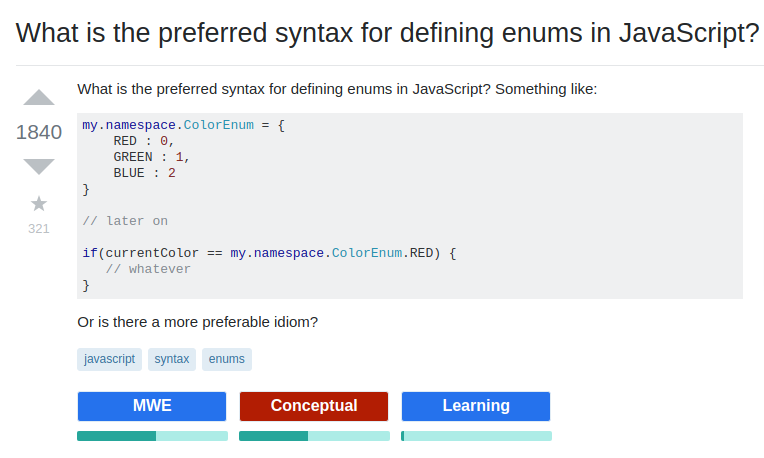 What is the preferred syntax for defining enums in JavaScript?
What is the preferred syntax for defining enums in JavaScript? Something like:
1840
321
my.namespace.ColorEnum = {
    RED : 0,
    GREEN : 1,
    BLUE : 2
}
// later on
if(currentColor == my.namespace.ColorEnum.RED) {
   // whatever
}
Or is there a more preferable idiom?
javascript syntax enums
MWE Conceptual Learning